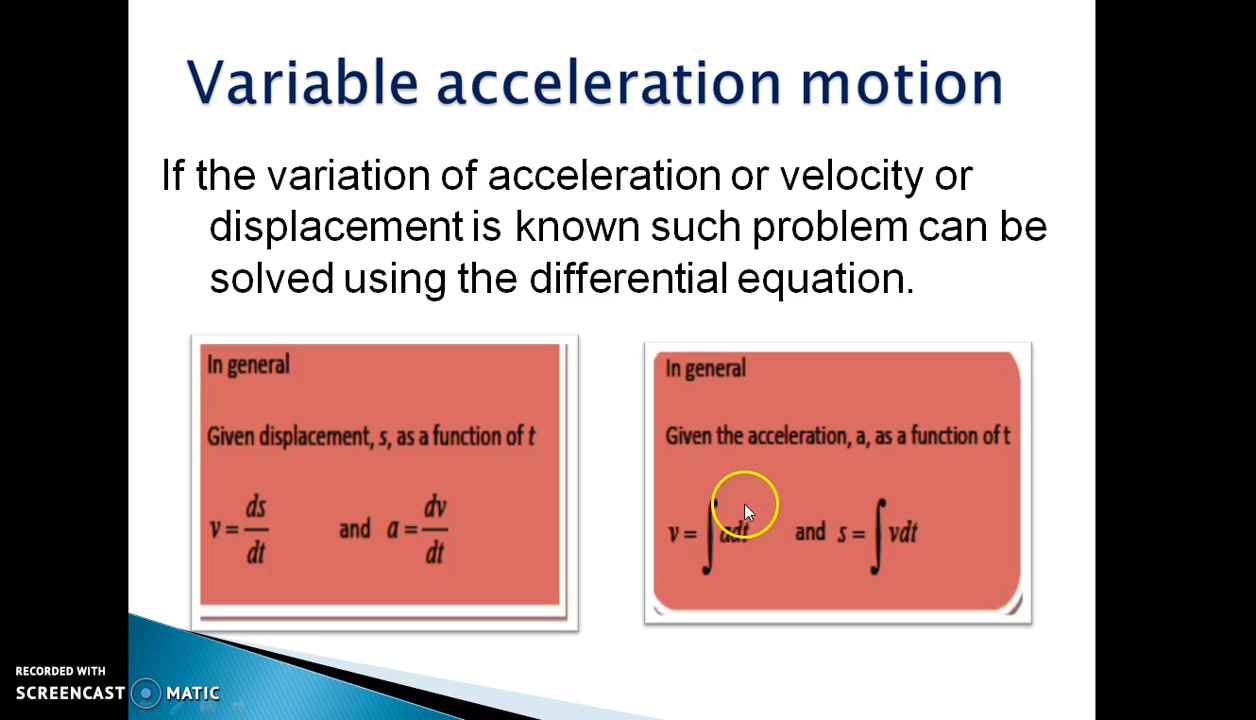 Variable acceleration motion
If the variation of acceleration or velocity or
displacement is known such problem can be
solved using the differential equation.
In general
Given displacement, s, as a function of t
v = ds/dt and a = dv/dt
In general
Given the acceleration, a, as a function of t
v = ∫ adt and s = ∫ vdt
RECORDED WITH
SCREENCAST MATIC